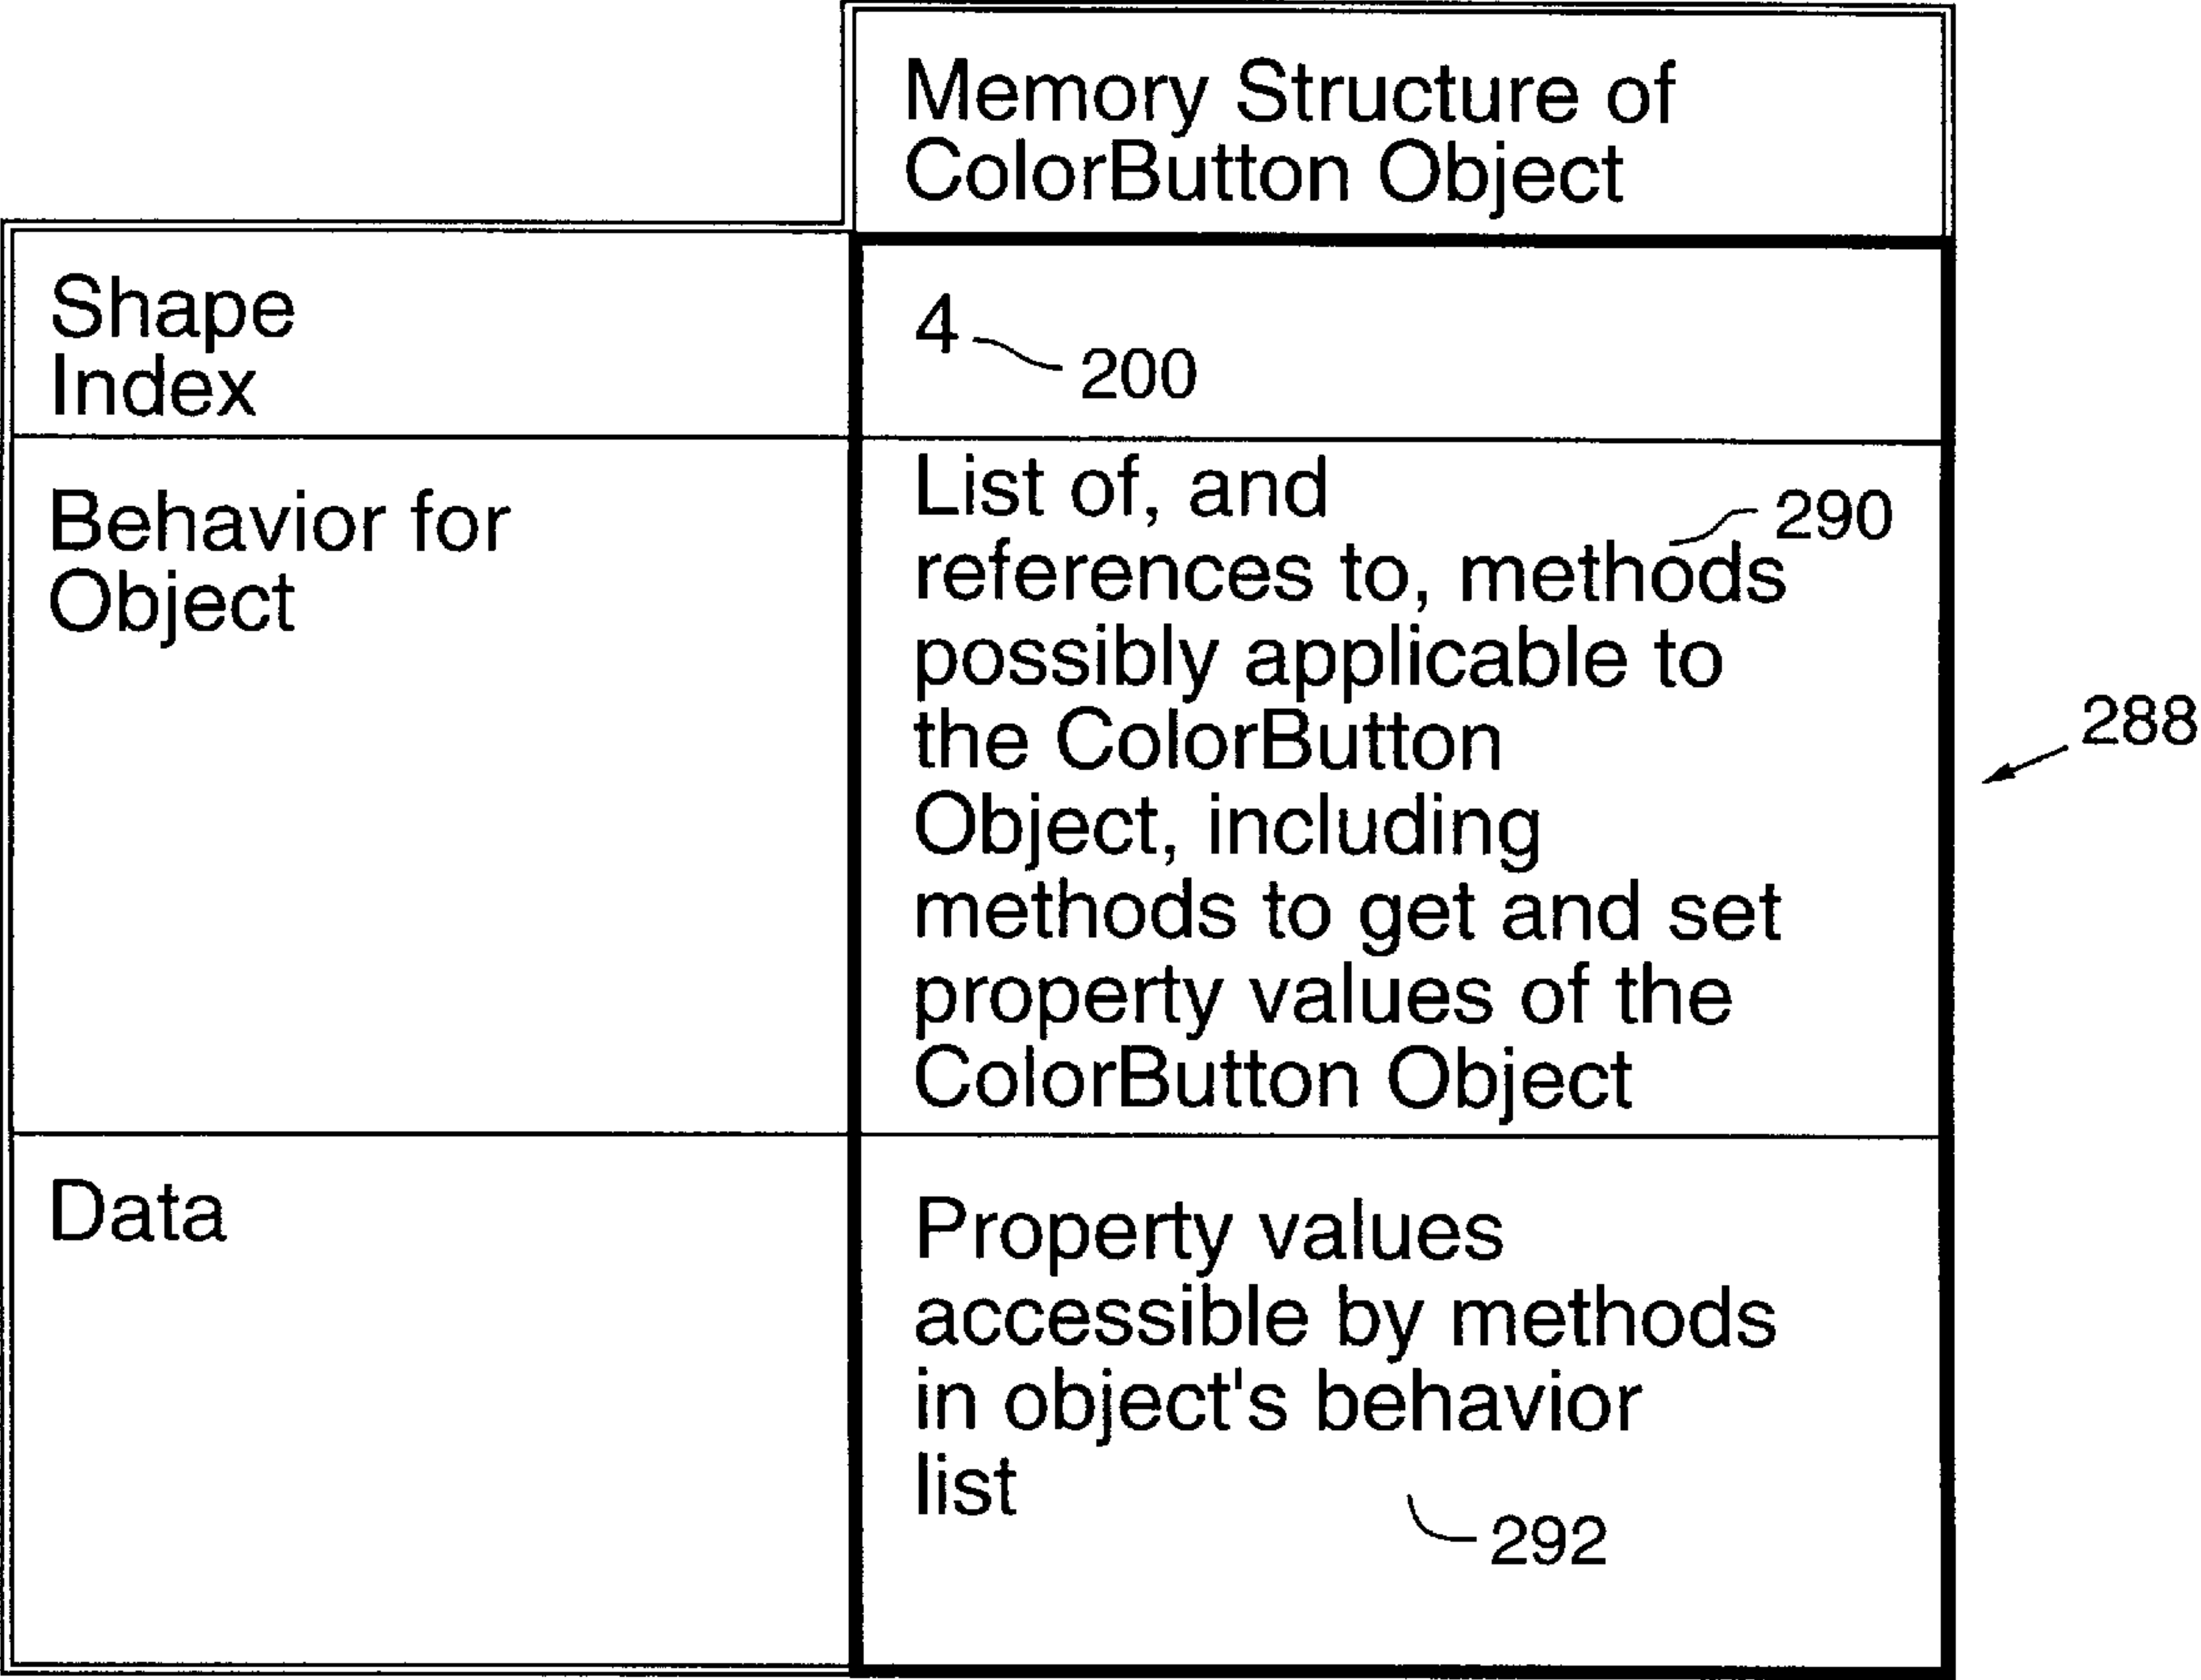 Memory Structure of
ColorButton Object
Shape
Index
4
200
Behavior for
Object
List of, and
references to, methods
possibly applicable to
the ColorButton
Object, including
methods to get and set
property values of the
ColorButton Object
290
288
Data
Property values
accessible by methods
in object's behavior
list
292